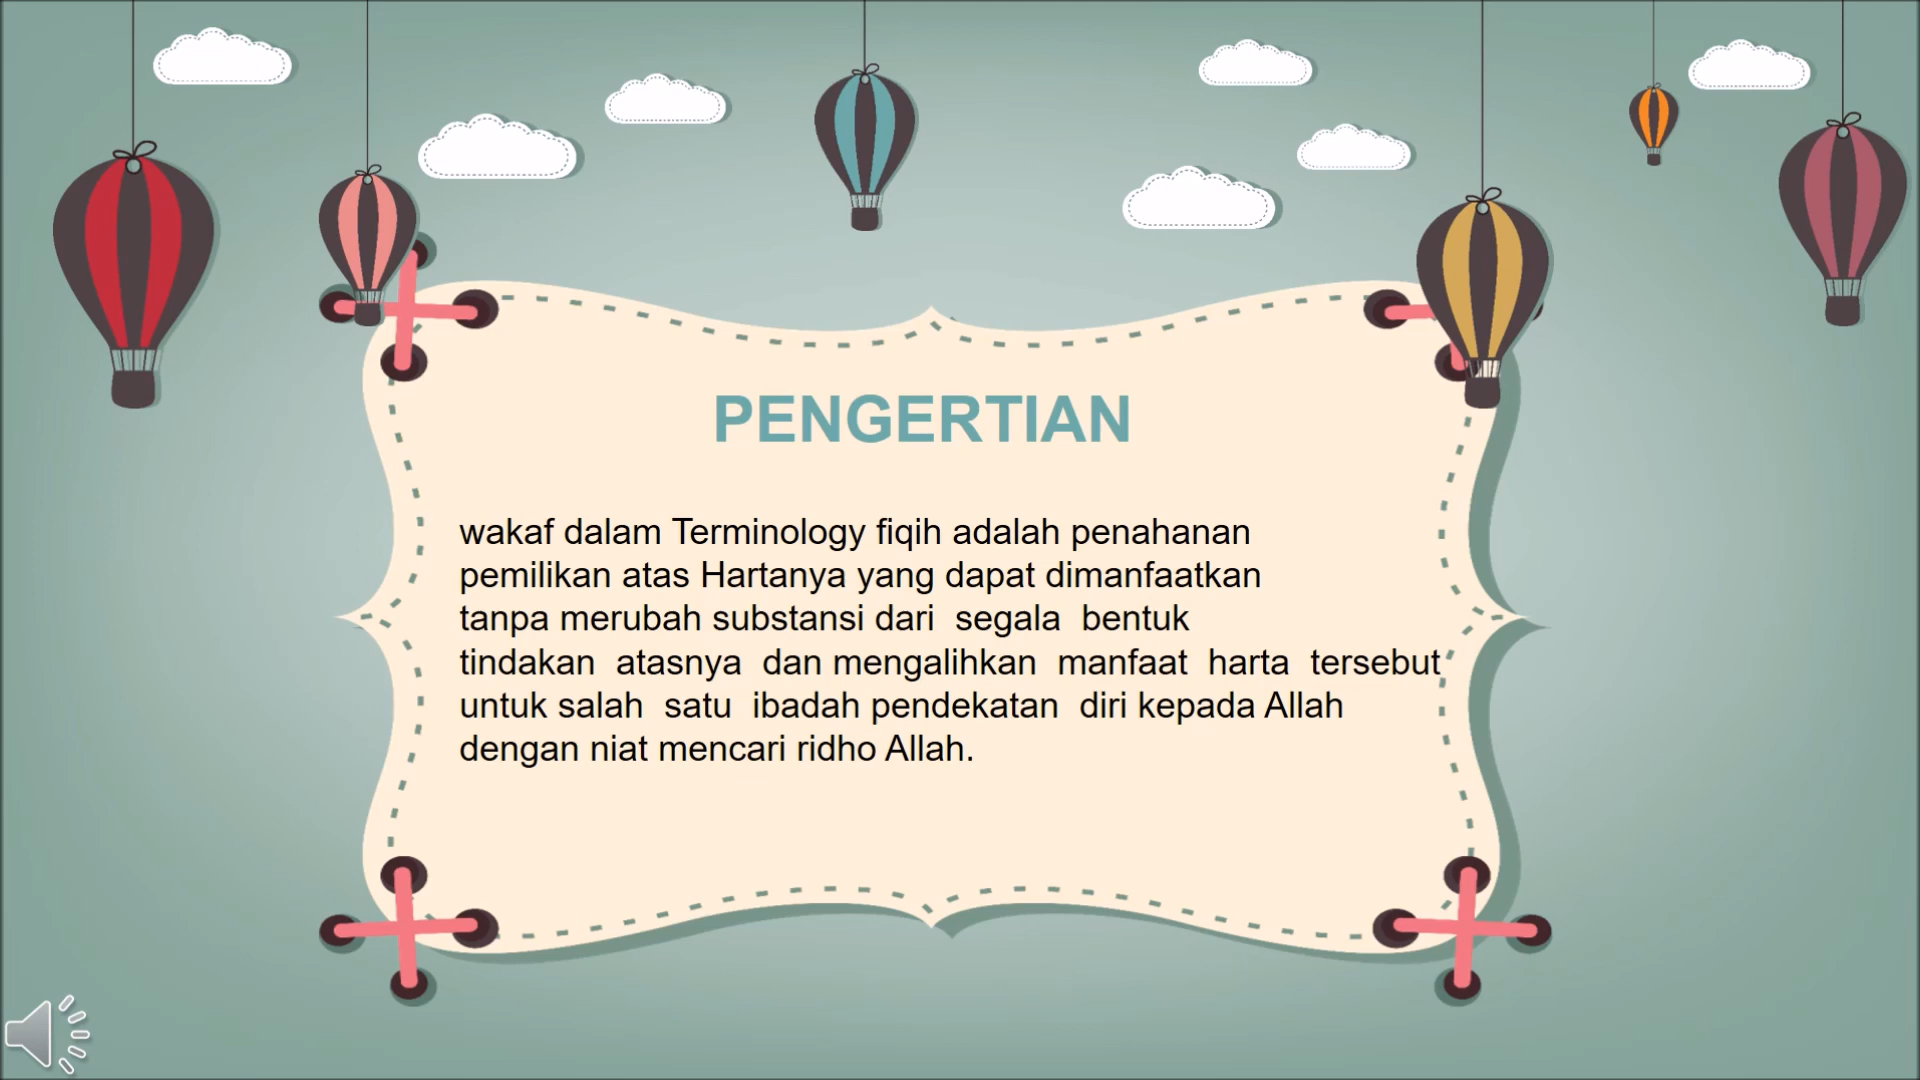 PENGERTIAN
wakaf dalam Terminology fiqih adalah penahanan
pemilikan atas Hartanya yang dapat dimanfaatkan
tanpa merubah substansi dari  segala  bentuk
tindakan  atasnya  dan mengalihkan  manfaat  harta  tersebut
untuk salah  satu  ibadah pendekatan  diri kepada Allah
dengan niat mencari ridho Allah.